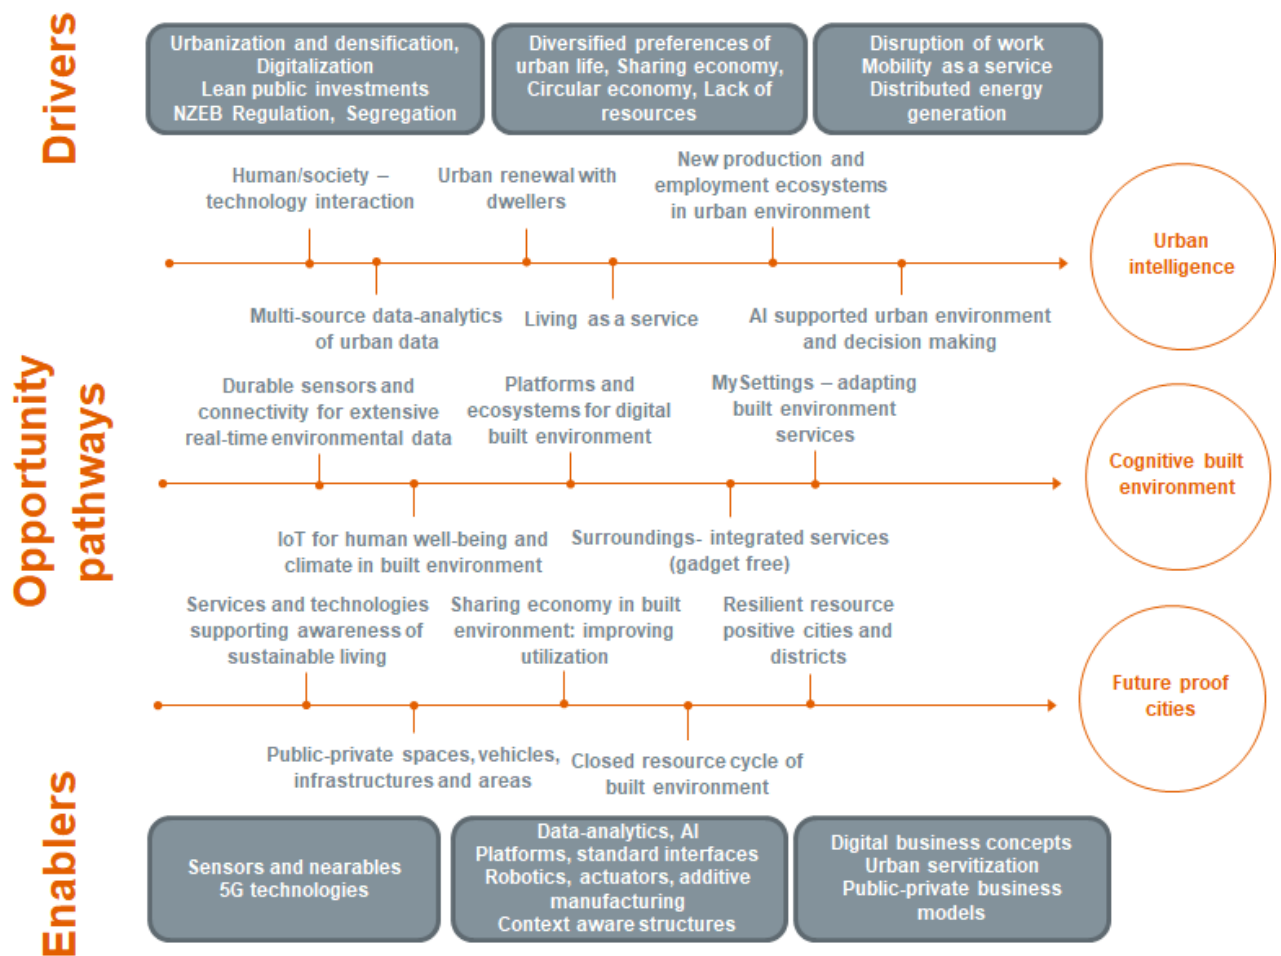 Drivers
Urbanization and densification,
Digitalization
Lean public investments
NZEB Regulation, Segregation
Diversified preferences of
urban life, Sharing economy,
Circular economy, Lack of
resources
Disruption of work
Mobility as a service
Distributed energy
generation
Opportunity
pathways
Human/society –
technology interaction
Urban renewal with
dwellers
New production and
employment ecosystems
in urban environment
Multi-source data-analytics
of urban data
Living as a service
AI supported urban environment
and decision making
Urban
intelligence
Durable sensors and
connectivity for extensive
real-time environmental data
Platforms and
ecosystems for digital
built environment
MySettings – adapting
built environment
services
IoT for human well-being and
climate in built environment
Surroundings- integrated services
(gadget free)
Cognitive built
environment
Services and technologies
supporting awareness of
sustainable living
Sharing economy in built
environment: improving
utilization
Resilient resource
positive cities and
districts
Public-private spaces, vehicles,
infrastructures and areas
Closed resource cycle of
built environment
Future proof
cities
Enablers
Sensors and nearables
5G technologies
Data-analytics, AI
Platforms, standard interfaces
Robotics, actuators, additive
manufacturing
Context aware structures
Digital business concepts
Urban servitization
Public-private business
models